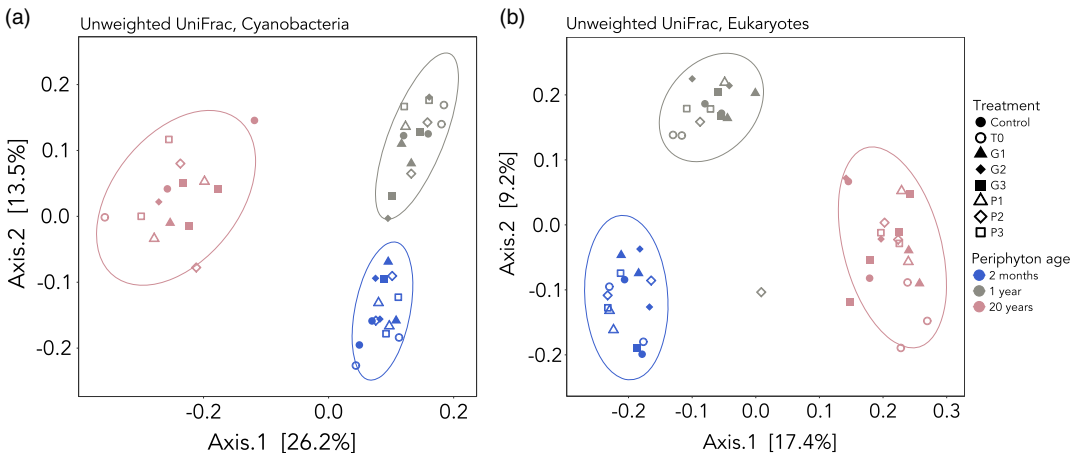 (a)
Unweighted UniFrac, Cyanobacteria
0.2
0.1
0.0
-0.1
-0.2
Axis.2 [13.5%]
-0.2
0.0
0.2
Axis.1 [26.2%]
(b)
Unweighted UniFrac, Eukaryotes
0.2
0.1
0.0
-0.1
-0.2
Axis.2 [9.2%]
-0.2
-0.1
0.0
0.1
0.2
0.3
Axis.1 [17.4%]
Treatment
Control
T0
G1
G2
G3
P1
P2
P3
Periphyton age
2 months
1 year
20 years